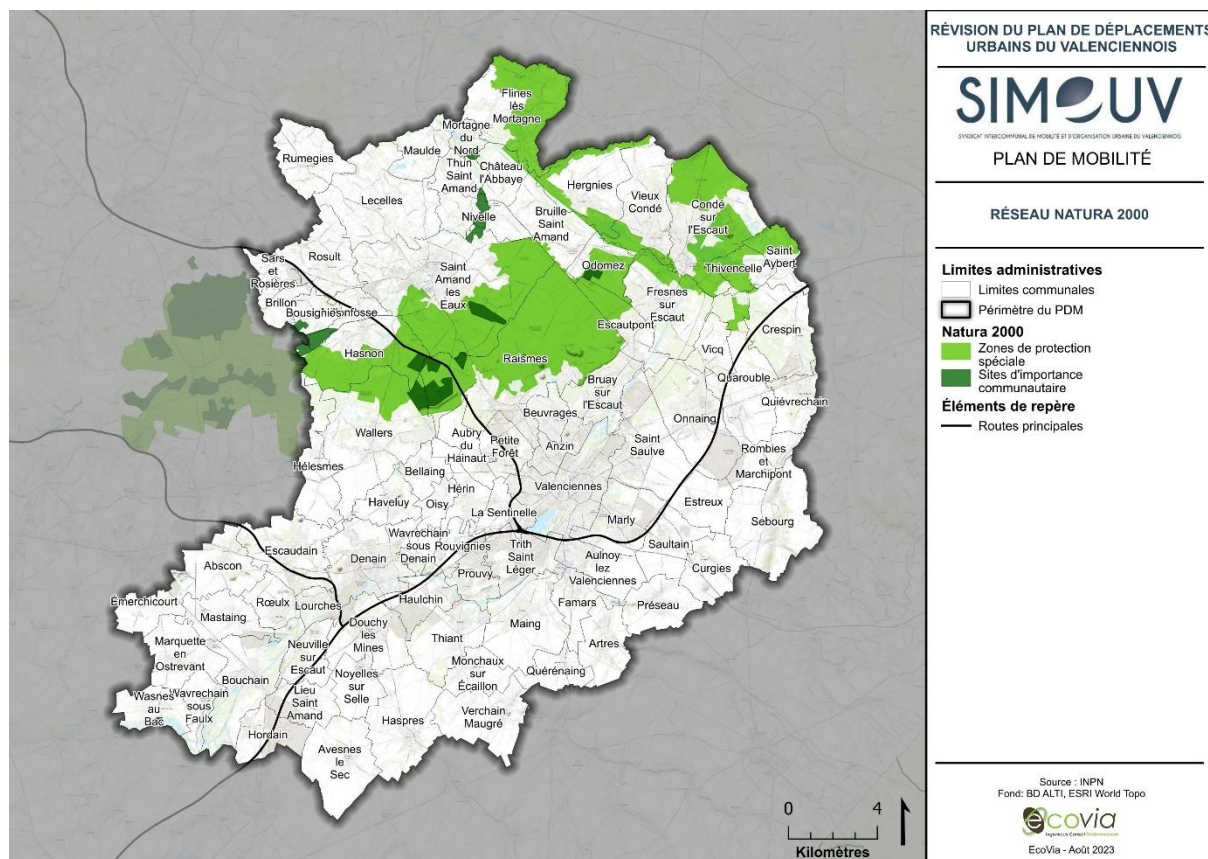 Flines
lès
Mortagne
Mortagne
du
Nord
Maulde
Thun
Saint
Amand
Château
l'Abbaye
Rumegies
Lecelles
Nivelle
Hergnies
Vieux
Condé
Condé
sur
l'Escaut
Bruille
Saint
Amand
Sars
et
Rosières
Rosult
Saint
Amand
les
Eaux
Odomez
Thivencelle
Saint
Aybert
Brillon
Fresnes
sur
Escaut
Escautpont
Crespin
Hasnon
Raismes
Vicq
Quarouble
Bruay
sur
l'Escaut
Quiévrechain
Beuvrages
Onnaing
Wallers
Aubry
du
Hainaut
Petite
Forêt
Anzin
Saint
Saulve
Rombies
et
Marchipont
Hélesmes
Bellaing
Hérin
Valenciennes
Haveluy
Oisy
La Sentinelle
Estreux
Marly
Sebourg
Escaudain
Wavrechain
sous
Denain
Rouvignies
Trith
Saint
Léger
Saultain
Abscon
Denain
Prouvy
Aulnoy
lez
Valenciennes
Curgies
Émerchicourt
Rœulx
Lourches
Haulchin
Famars
Préseau
Mastaing
Douchy
les
Mines
Maing
Marquette
en
Ostrevant
Neuville
sur
Escaut
Thiant
Artres
Bouchain
Noyelles
sur
Selle
Monchaux
sur
Écaillon
Quérénaing
Wasnes
au
Bac
Wavrechain
sous
Faulx
Lieu
Saint
Amand
Haspres
Verchain
Maugré
Hordain
Avesnes
le
Sec
0 4
Kilomètres
RÉVISION DU PLAN DE DÉPLACEMENTS
URBAINS DU VALENCIENNOIS
SIMOUV
SYNDICAT INTERCOMMUNAL DE MOBILITÉ ET D'ORGANISATION URBAINE DU VALENCIENNOIS
PLAN DE MOBILITÉ
RÉSEAU NATURA 2000
Limites administratives
Limites communales
Périmètre du PDM
Natura 2000
Zones de protection
spéciale
Sites d'importance
communautaire
Éléments de repère
Routes principales
Source : INPN
Fond: BD ALTI, ESRI World Topo
ecovia
EcoVia - Août 2023